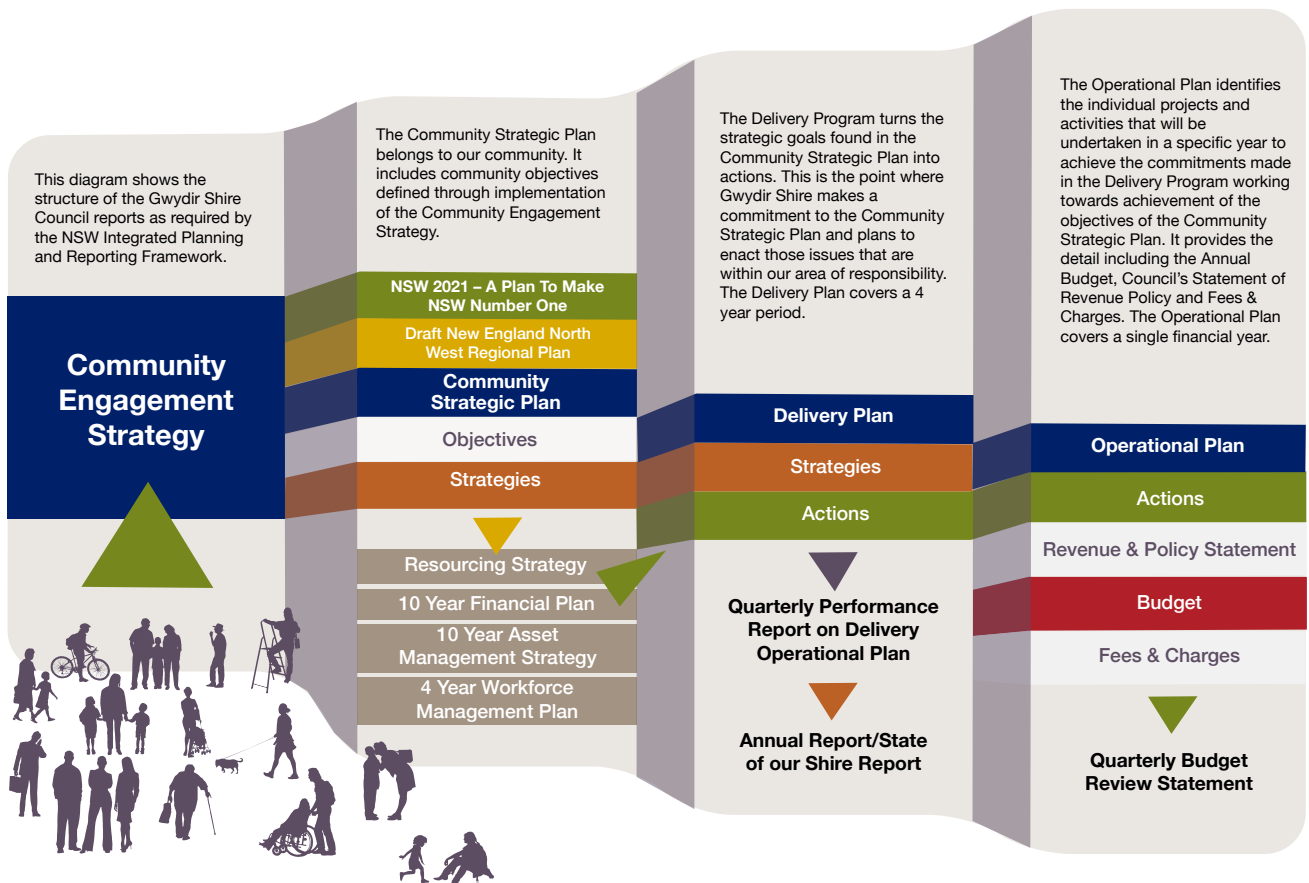 This diagram shows the
structure of the Gwydir Shire
Council reports as required by
the NSW Integrated Planning
and Reporting Framework.
Community
Engagement
Strategy
The Community Strategic Plan
belongs to our community. It
includes community objectives
defined through implementation
of the Community Engagement
Strategy.
NSW 2021 – A Plan To Make
NSW Number One
Draft New England North
West Regional Plan
Community
Strategic Plan
Objectives
Strategies
Resourcing Strategy
10 Year Financial Plan
10 Year Asset
Management Strategy
4 Year Workforce
Management Plan
The Delivery Program turns the
strategic goals found in the
Community Strategic Plan into
actions. This is the point where
Gwydir Shire makes a
commitment to the Community
Strategic Plan and plans to
enact those issues that are
within our area of responsibility.
The Delivery Plan covers a 4
year period.
Delivery Plan
Strategies
Actions
Quarterly Performance
Report on Delivery
Operational Plan
Annual Report/State
of our Shire Report
The Operational Plan identifies
the individual projects and
activities that will be
undertaken in a specific year to
achieve the commitments made
in the Delivery Program working
towards achievement of the
objectives of the Community
Strategic Plan. It provides the
detail including the Annual
Budget, Council's Statement of
Revenue Policy and Fees &
Charges. The Operational Plan
covers a single financial year.
Operational Plan
Actions
Revenue & Policy Statement
Budget
Fees & Charges
Quarterly Budget
Review Statement